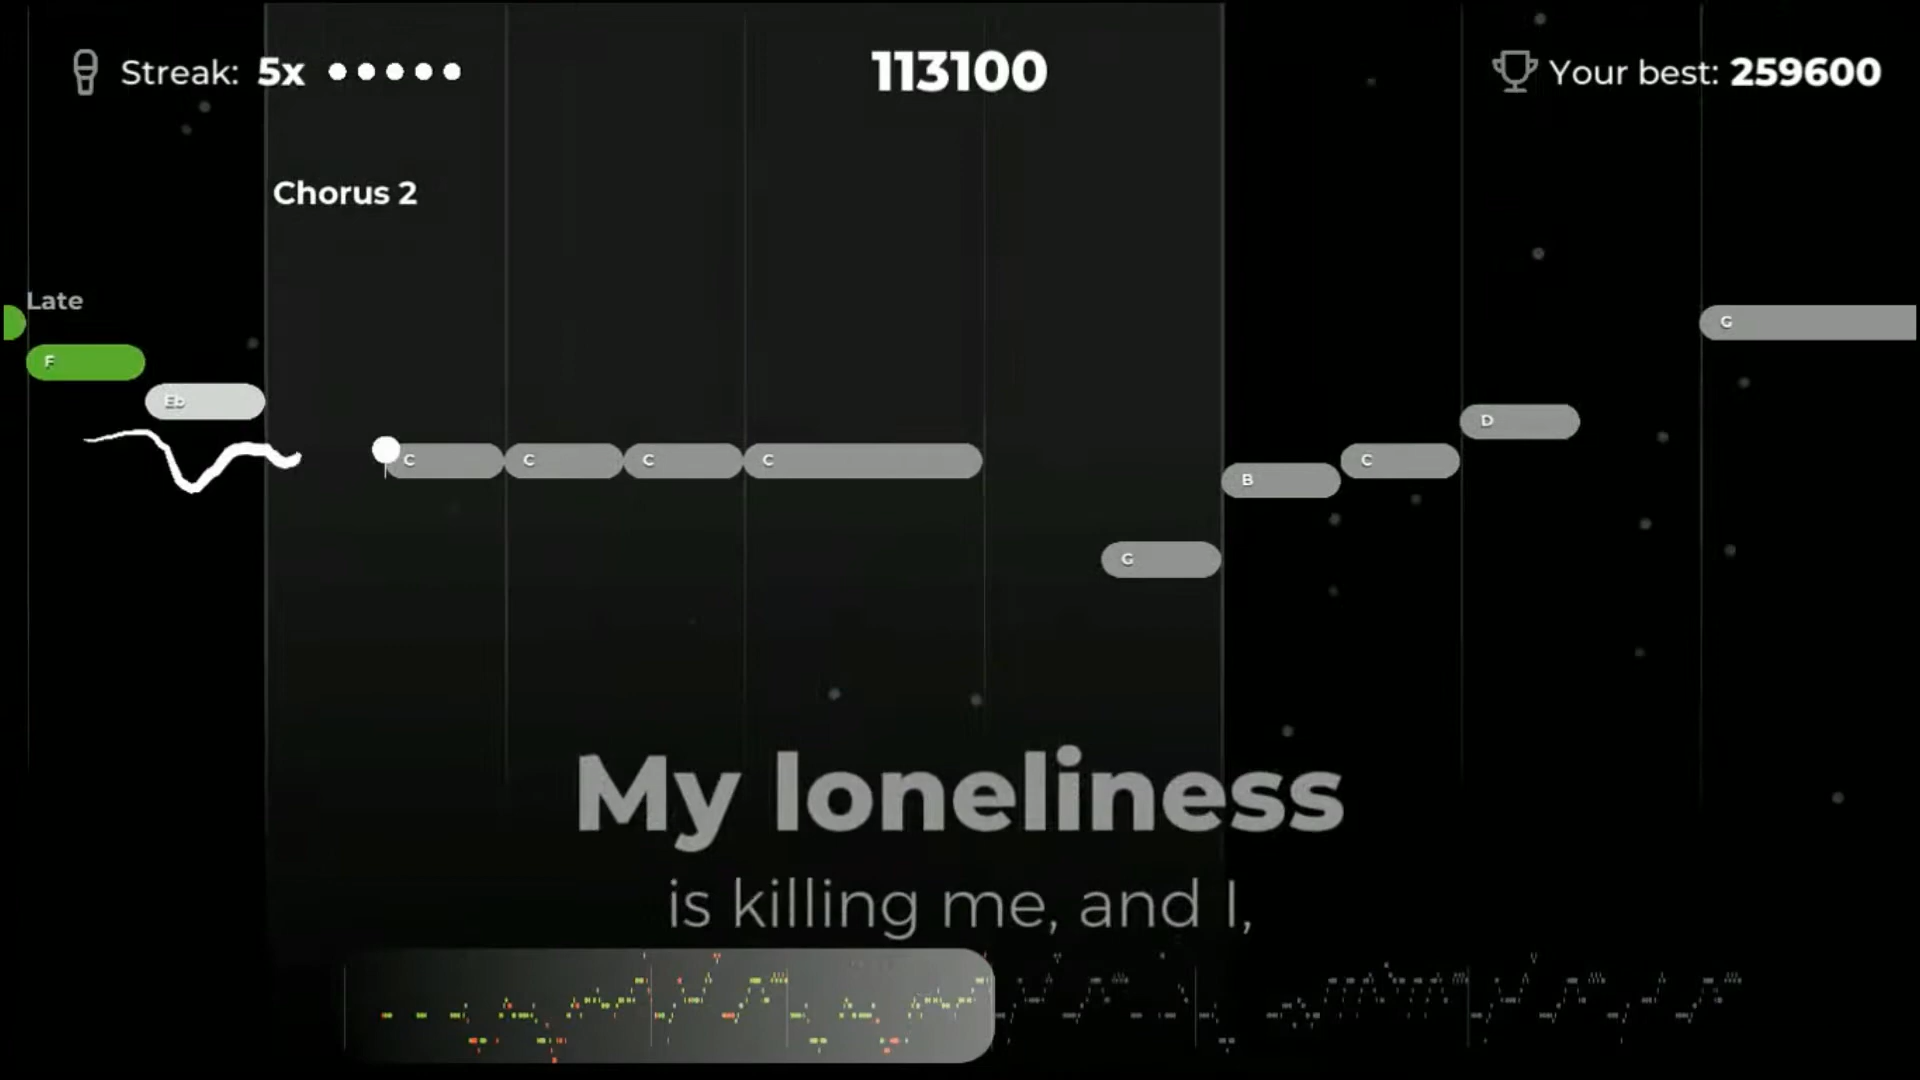 Streak: 5x
113100
Your best: 259600
Chorus 2
Late
F
Eb
C
C
C
C
G
B
C
D
G
My loneliness
is killing me, and I,